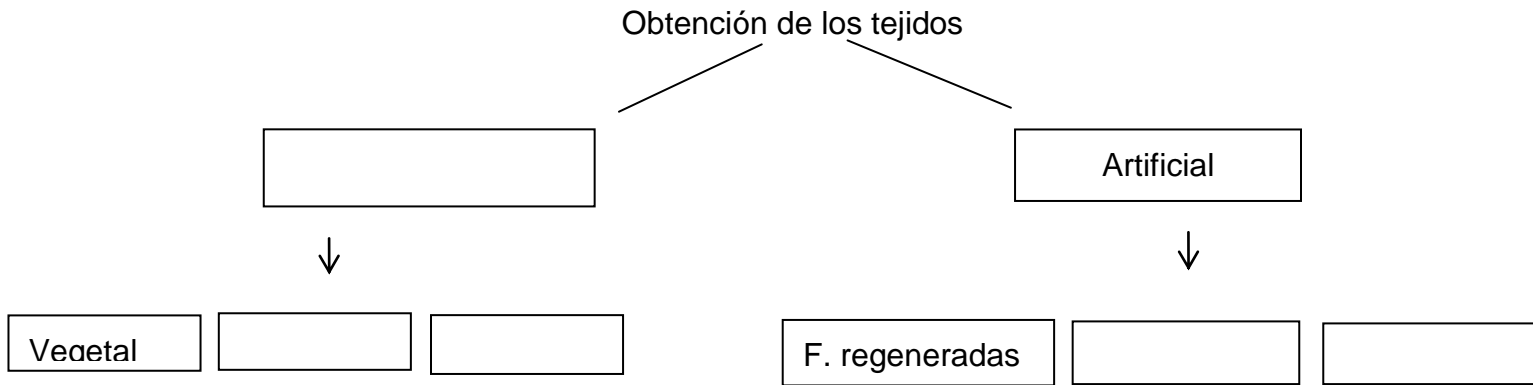 Obtención de los tejidos
Artificial
Vegetal
F. regeneradas